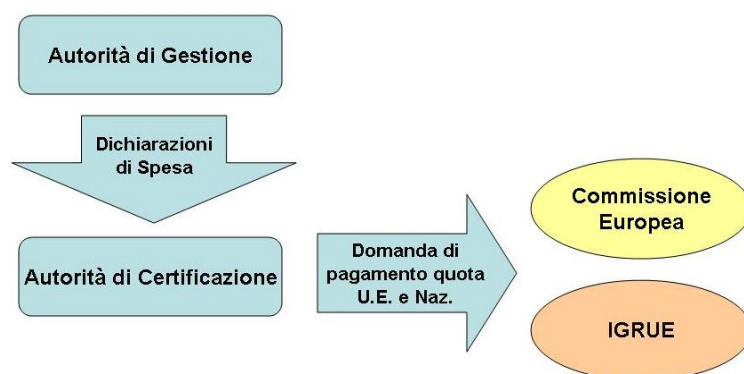 Autorità di Gestione
Dichiarazioni
di Spesa
Autorità di Certificazione
Domanda di
pagamento quota
U.E. e Naz.
Commissione
Europea
IGRUE